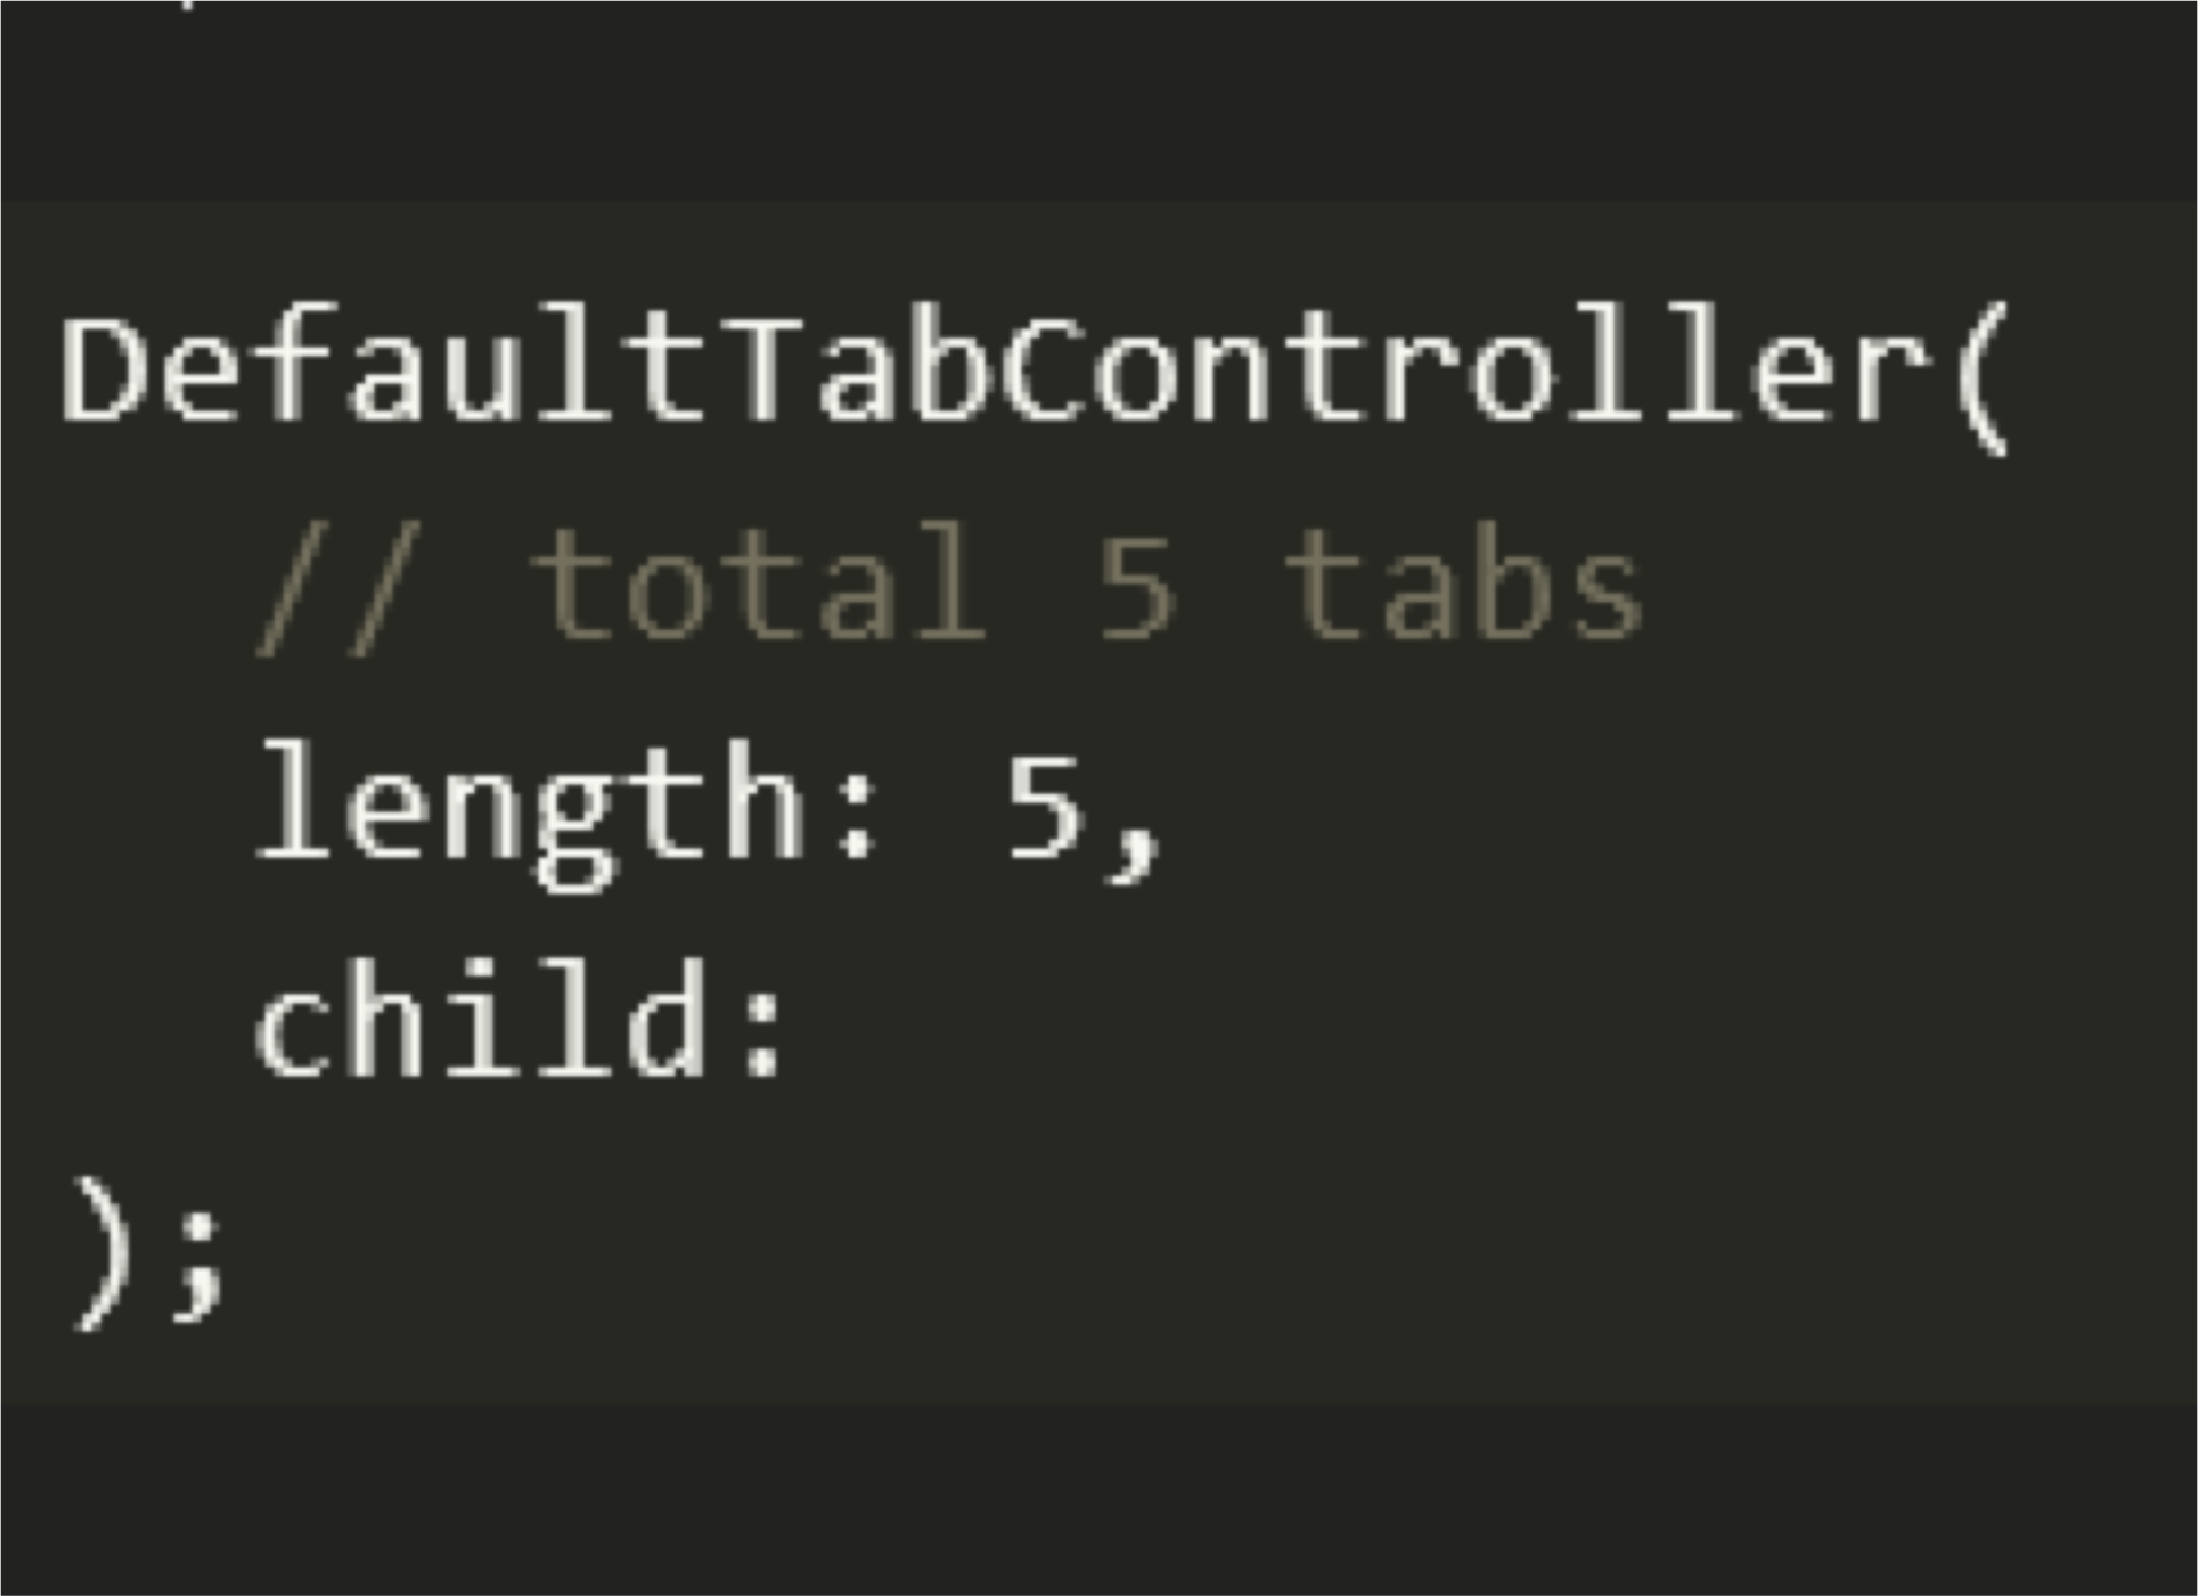 DefaultTabController(
  // total 5 tabs
  length: 5,
  child:
);